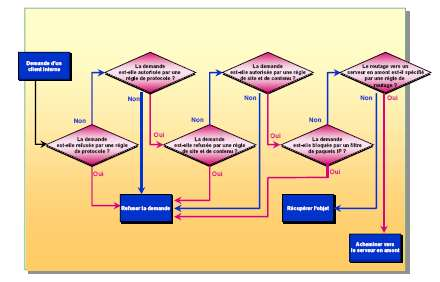 Demande d'un
client interne
La demande
est-elle autorisée par une
règle de protocole ?
La demande
est-elle autorisée par une règle
de site et de contenu ?
Le routage vers un
serveur en amont est-il spécifié
par une règle de
routage ?
Non
Non
Non
Non
Non
Oui
La demande
est-elle refusée par une règle
de protocole ?
Oui
La demande
est-elle refusée par une règle
de site et de contenu ?
Oui
La demande
est-elle bloquée par un filtre
de paquets IP ?
Non
Oui
Oui
Oui
Refuser la demande
Récupérer l'objet
Acheminer vers
le serveur en amont